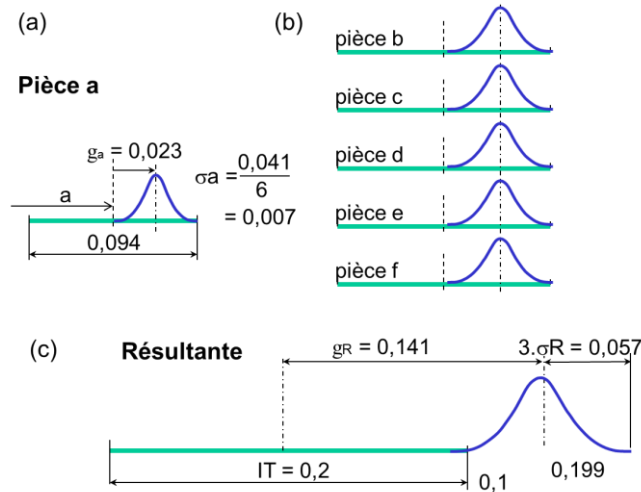 (a)
Pièce a
gₐ = 0,023
σa = 0,041/6
= 0,007
a
0,094
(b)
pièce b
pièce c
pièce d
pièce e
pièce f
(c)
Résultante
gR = 0,141
3.σR = 0,057
IT = 0,2
0,1
0,199